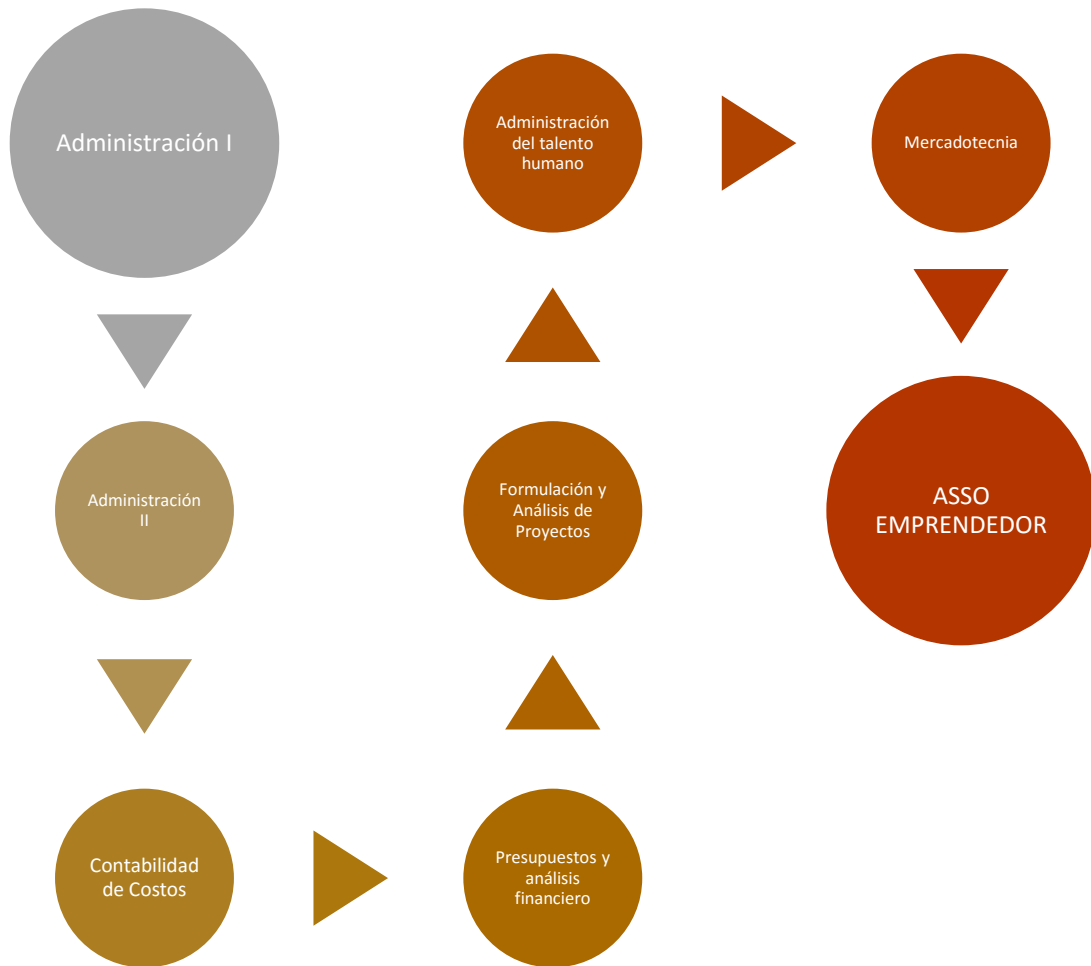 Administración I
Administración
II
Contabilidad
de Costos
Presupuestos y
análisis
financiero
Formulación y
Análisis de
Proyectos
Administración
del talento
humano
Mercadotecnia
ASSO
EMPRENDEDOR